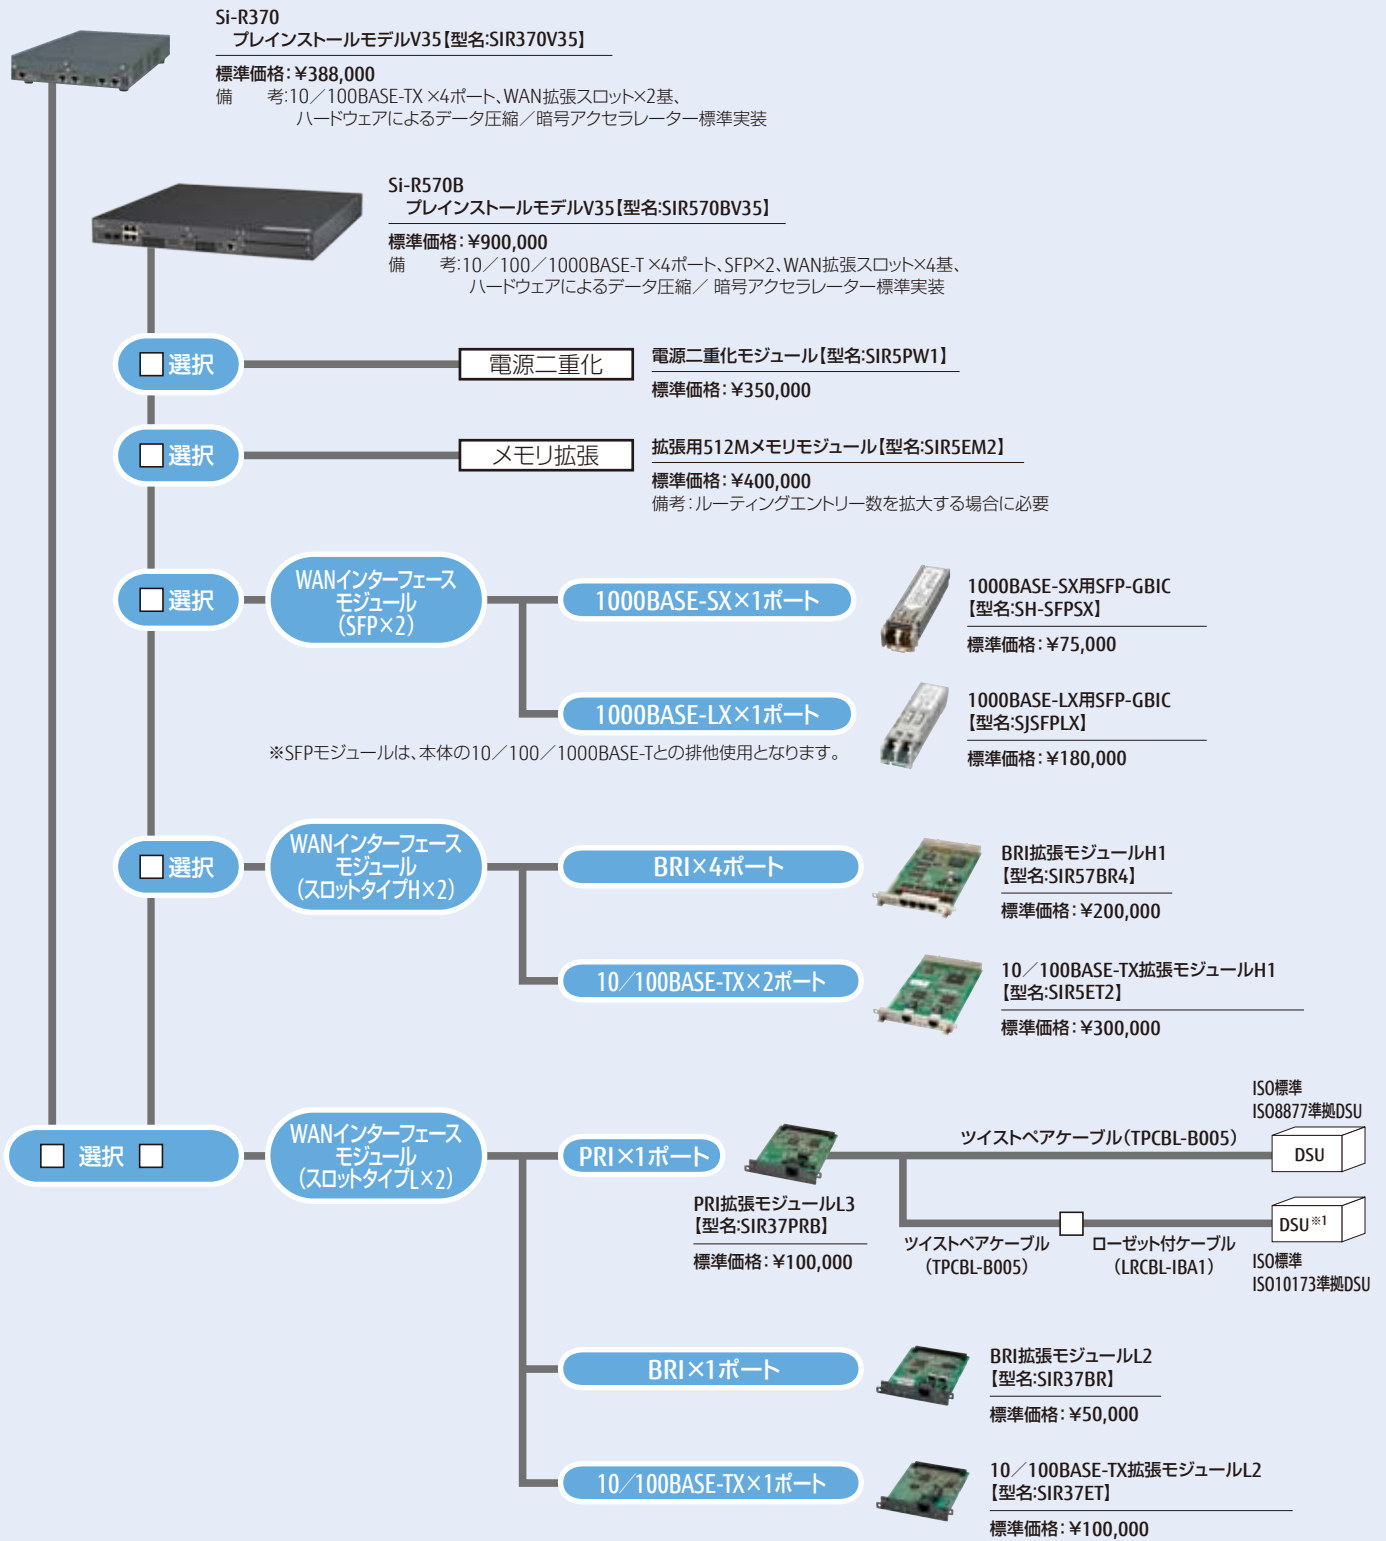 Si-R370
プレインストールモデルV35【型名:SIR370V35】
標準価格：¥388,000
備　　考:10／100BASE-TX ×4ポート、WAN拡張スロット×2基、
ハードウェアによるデータ圧縮／暗号アクセラレーター標準実装
Si-R570B
プレインストールモデルV35【型名:SIR570BV35】
標準価格：¥900,000
備　　考:10／100／1000BASE-T ×4ポート、SFP×2、WAN拡張スロット×4基、
ハードウェアによるデータ圧縮／ 暗号アクセラレーター標準実装
選択
電源二重化
電源二重化モジュール【型名:SIR5PW1】
標準価格：¥350,000
選択
メモリ拡張
拡張用512Mメモリモジュール【型名:SIR5EM2】
標準価格：¥400,000
備考：ルーティングエントリー数を拡大する場合に必要
選択
WANインターフェース
モジュール
（SFP×2）
1000BASE-SX×1ポート
1000BASE-SX用SFP-GBIC
【型名:SH-SFPSX】
標準価格：¥75,000
1000BASE-LX×1ポート
1000BASE-LX用SFP-GBIC
【型名:SJSFPLX】
標準価格：¥180,000
※SFPモジュールは、本体の10／100／1000BASE-Tとの排他使用となります。
選択
WANインターフェース
モジュール
（スロットタイプH×2）
BRI×4ポート
BRI拡張モジュールH1
【型名:SIR57BR4】
標準価格：¥200,000
10／100BASE-TX×2ポート
10／100BASE-TX拡張モジュールH1
【型名:SIR5ET2】
標準価格：¥300,000
選択
WANインターフェース
モジュール
（スロットタイプL×2）
PRI×1ポート
PRI拡張モジュールL3
【型名:SIR37PRB】
標準価格：¥100,000
ツイストペアケーブル（TPCBL-B005）
ISO標準
ISO8877準拠DSU
DSU
ツイストペアケーブル
（TPCBL-B005）
ローゼット付ケーブル
（LRCBL-IBA1）
DSU※1
ISO標準
ISO10173準拠DSU
BRI×1ポート
BRI拡張モジュールL2
【型名:SIR37BR】
標準価格：¥50,000
10／100BASE-TX×1ポート
10／100BASE-TX拡張モジュールL2
【型名:SIR37ET】
標準価格：¥100,000